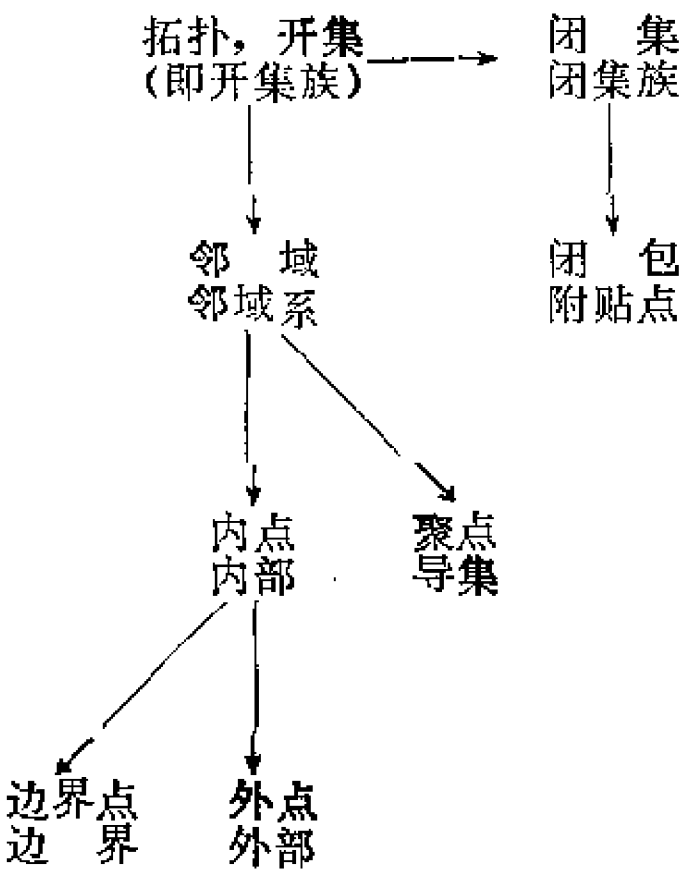 拓扑，开集
(即开集族)
闭 集
闭集族
邻 域
邻域系
闭 包
附贴点
内点
内部
聚点
导集
边界点
边 界
外点
外部